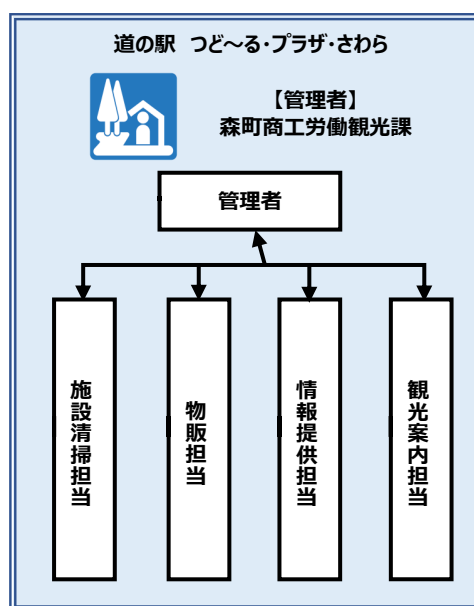 道の駅 つど～る・プラザ・さわら
【管理者】
森町商工労働観光課
管理者
施設清掃担当
物販担当
情報提供担当
観光案内担当